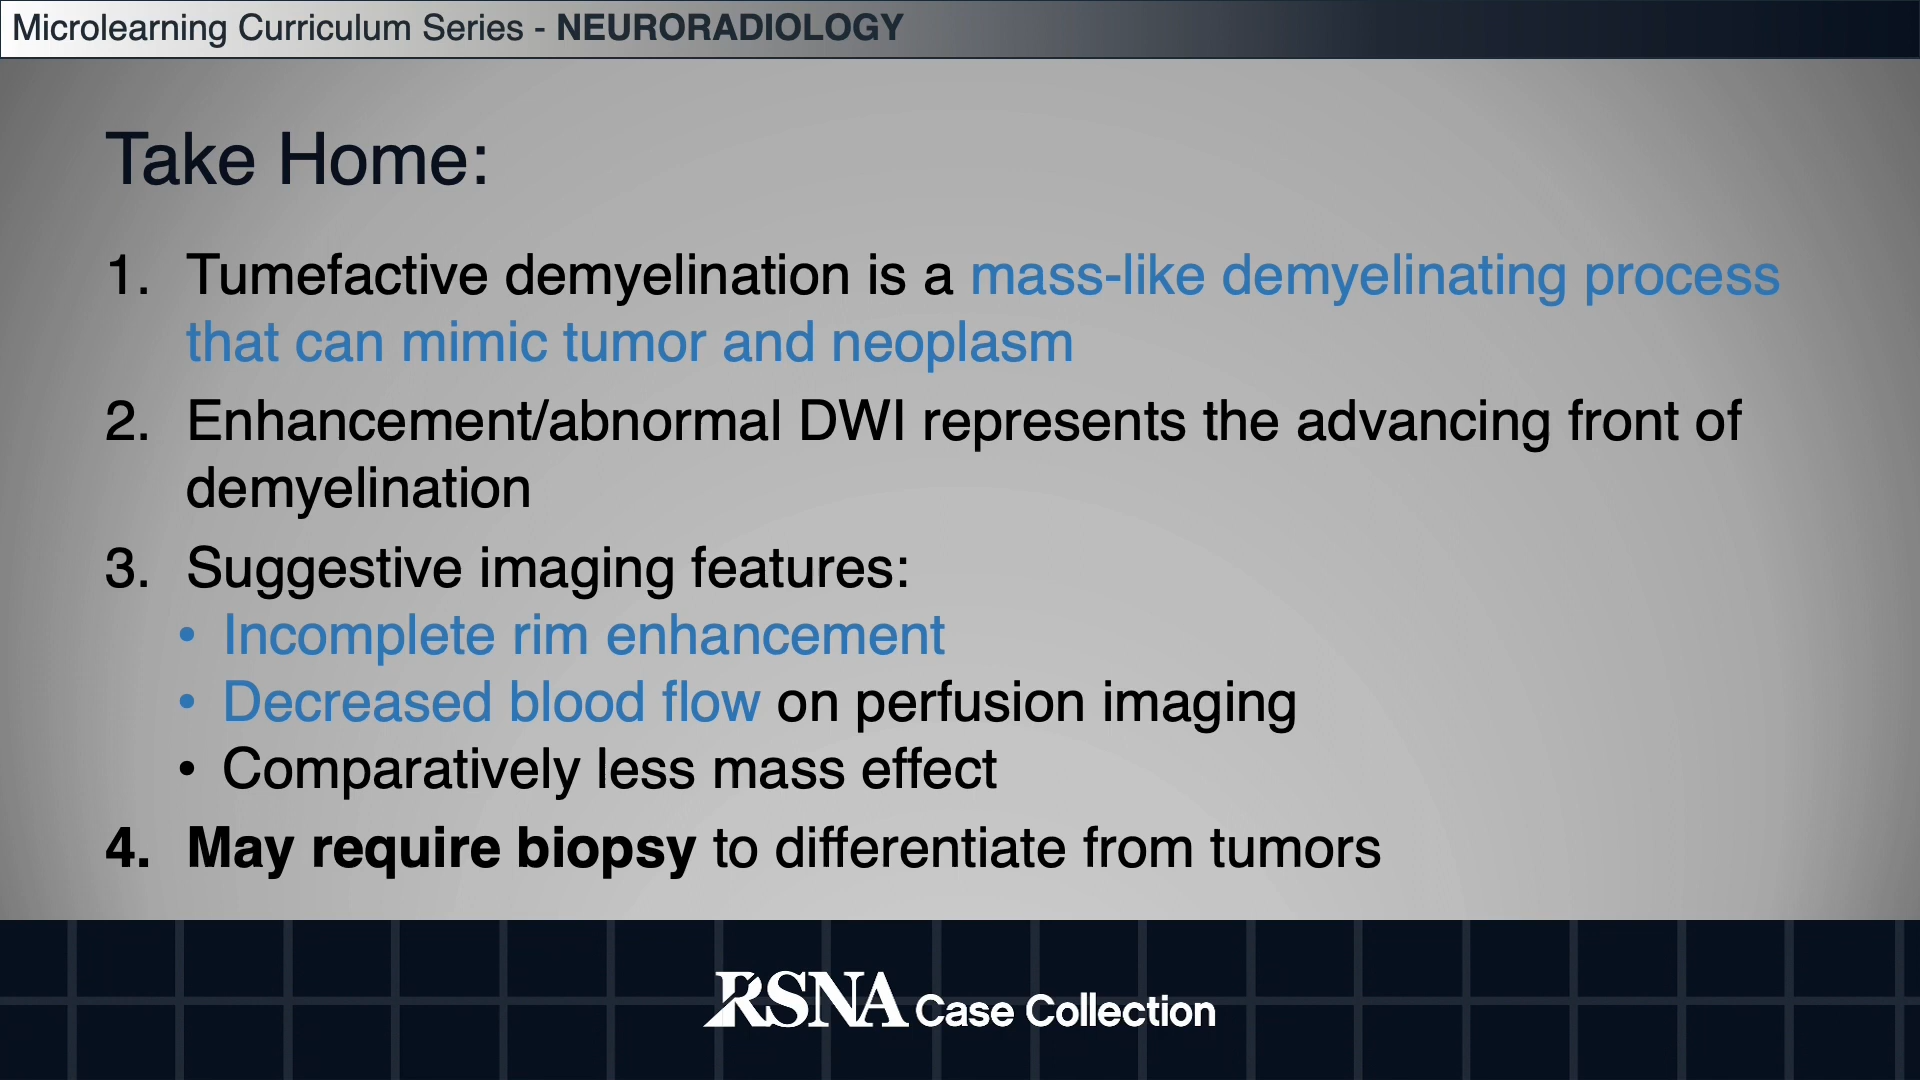 Microlearning Curriculum Series - NEURORADIOLOGY
Take Home:
1. Tumefactive demyelination is a mass-like demyelinating process
that can mimic tumor and neoplasm
2. Enhancement/abnormal DWI represents the advancing front of
demyelination
3. Suggestive imaging features:
• Incomplete rim enhancement
• Decreased blood flow on perfusion imaging
• Comparatively less mass effect
4. May require biopsy to differentiate from tumors
RSNA Case Collection